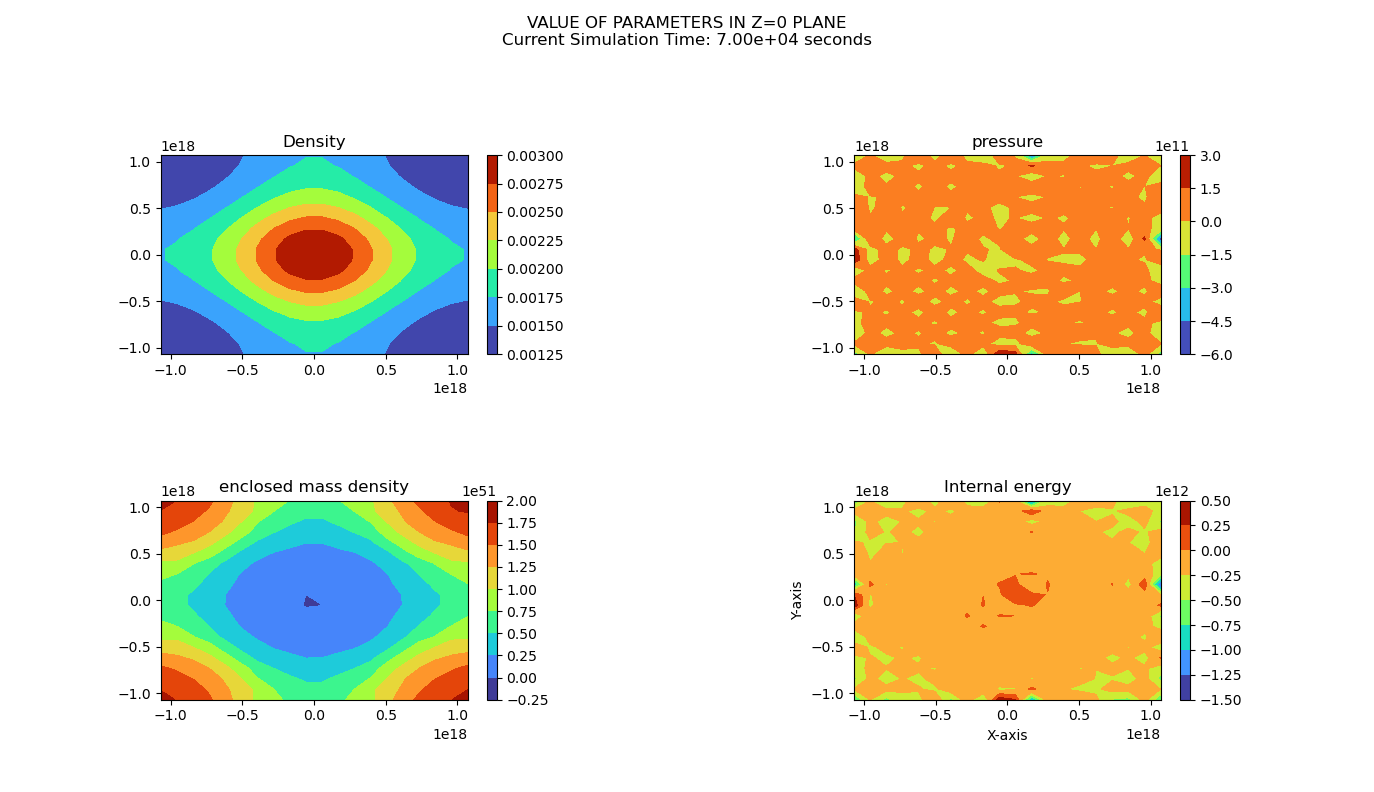 VALUE OF PARAMETERS IN Z=0 PLANE
Current Simulation Time: 7.00e+04 seconds
Density
1e18
1.0
0.5
0.0
−0.5
−1.0
−1.0 −0.5 0.0 0.5 1.0
1e18
0.00300
0.00275
0.00250
0.00225
0.00200
0.00175
0.00150
0.00125
pressure
1e18
1e11
1.0
0.5
0.0
−0.5
−1.0
−1.0 −0.5 0.0 0.5 1.0
1e18
3.0
1.5
0.0
−1.5
−3.0
−4.5
−6.0
enclosed mass density
1e18
1e51
1.0
0.5
0.0
−0.5
−1.0
−1.0 −0.5 0.0 0.5 1.0
1e18
2.00
1.75
1.50
1.25
1.00
0.75
0.50
0.25
0.00
−0.25
Internal energy
1e18
1e12
Y-axis
1.0
0.5
0.0
−0.5
−1.0
−1.0 −0.5 0.0 0.5 1.0
X-axis
1e18
0.50
0.25
0.00
−0.25
−0.50
−0.75
−1.00
−1.25
−1.50